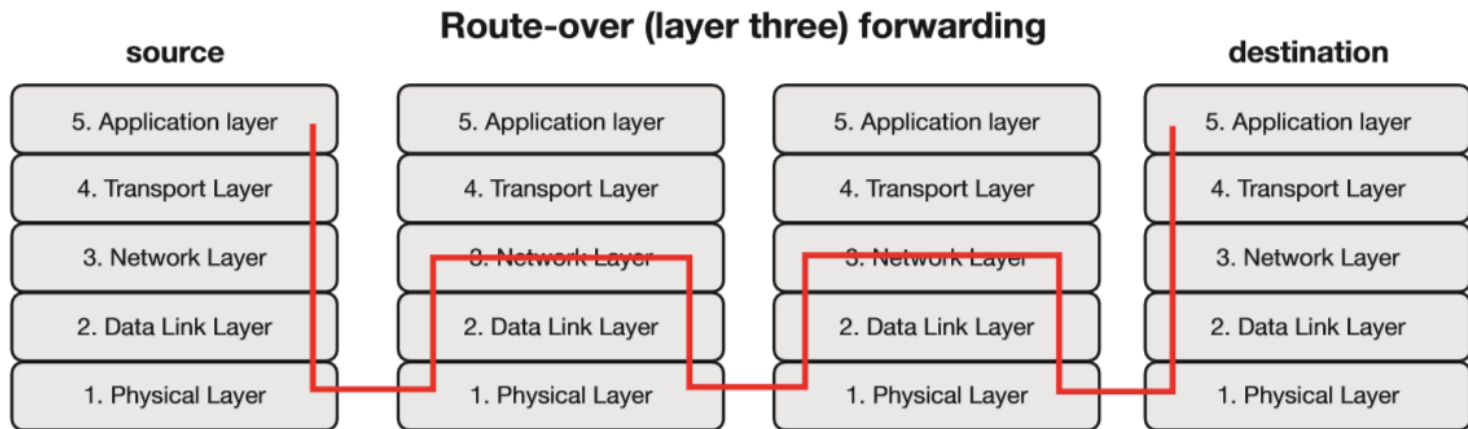 Route-over (layer three) forwarding
source
destination
5. Application layer
5. Application layer
5. Application layer
5. Application layer
4. Transport Layer
4. Transport Layer
4. Transport Layer
4. Transport Layer
3. Network Layer
3. Network Layer
3. Network Layer
3. Network Layer
2. Data Link Layer
2. Data Link Layer
2. Data Link Layer
2. Data Link Layer
1. Physical Layer
1. Physical Layer
1. Physical Layer
1. Physical Layer